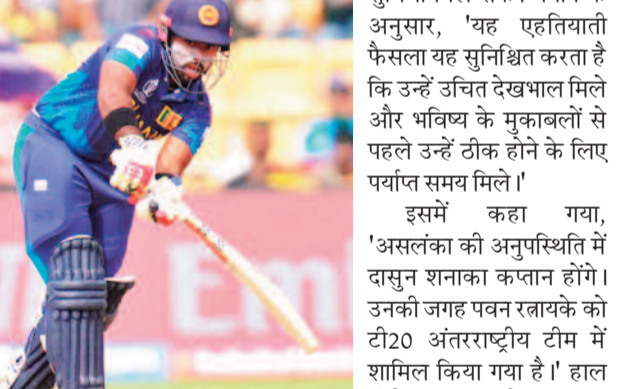 अनुसार, 'यह एहतियाती
फैसला यह सुनिश्चित करता है
कि उन्हें उचित देखभाल मिले
और भविष्य के मुकाबलों से
पहले उन्हें ठीक होने के लिए
पर्याप्त समय मिले।'
इसमें कहा गया,
'असलंका की अनुपस्थिति में
दासुन शनाका कप्तान होंगे।
उनकी जगह पवन रत्नायके को
टी20 अंतरराष्ट्रीय टीम में
शामिल किया गया है।' हाल